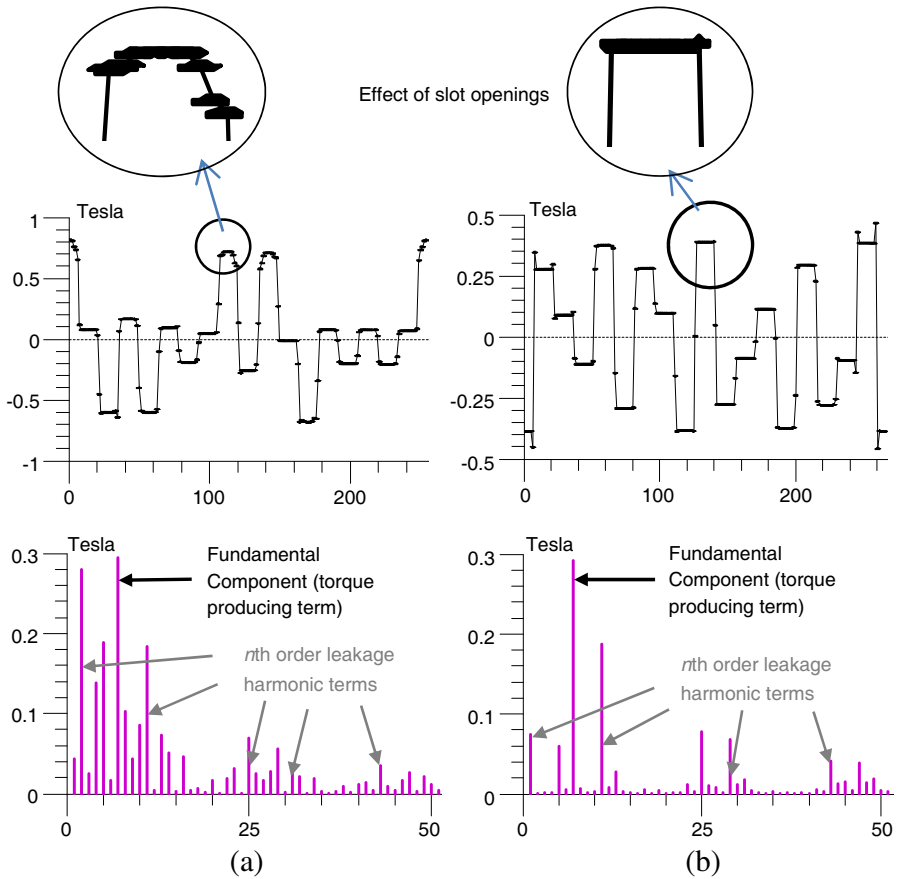 Effect of slot openings
Tesla
1
0.5
0
-0.5
-1
0
100
200
Tesla
0.5
0.25
0
-0.25
-0.5
0
100
200
Tesla
0.3
0.2
0.1
0
0
25
50
Fundamental
Component (torque
producing term)
nth order leakage
harmonic terms
(a)
Tesla
0.3
0.2
0.1
0
0
25
50
Fundamental
Component (torque
producing term)
nth order leakage
harmonic terms
(b)